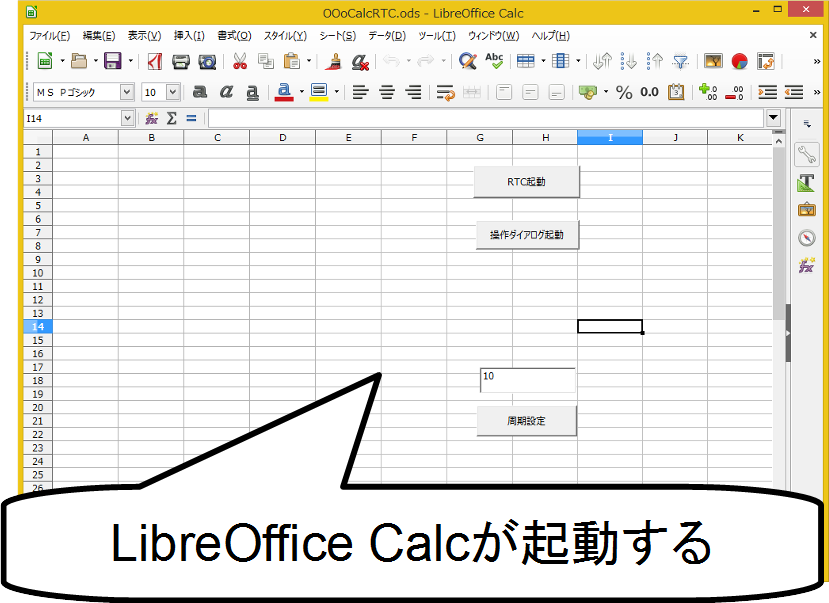 OOoCalcRTC.ods - LibreOffice Calc
ファイル(F) 編集(E) 表示(V) 挿入(I) 書式(O) スタイル(Y) シート(S) データ(D) ツール(T) ウィンドウ(W) ヘルプ(H)
Abc
ＭＳ Ｐゴシック 10 a a a a % 0.0
I14 fx Σ =
A B C D E F G H I J K
1
2
3 RTC起動
4
5
6
7 操作ダイアログ起動
8
9
10
11
12
13
14
15
16
17
18 10
19
20
21 周期設定
22
23
24
25
26
LibreOffice Calcが起動する